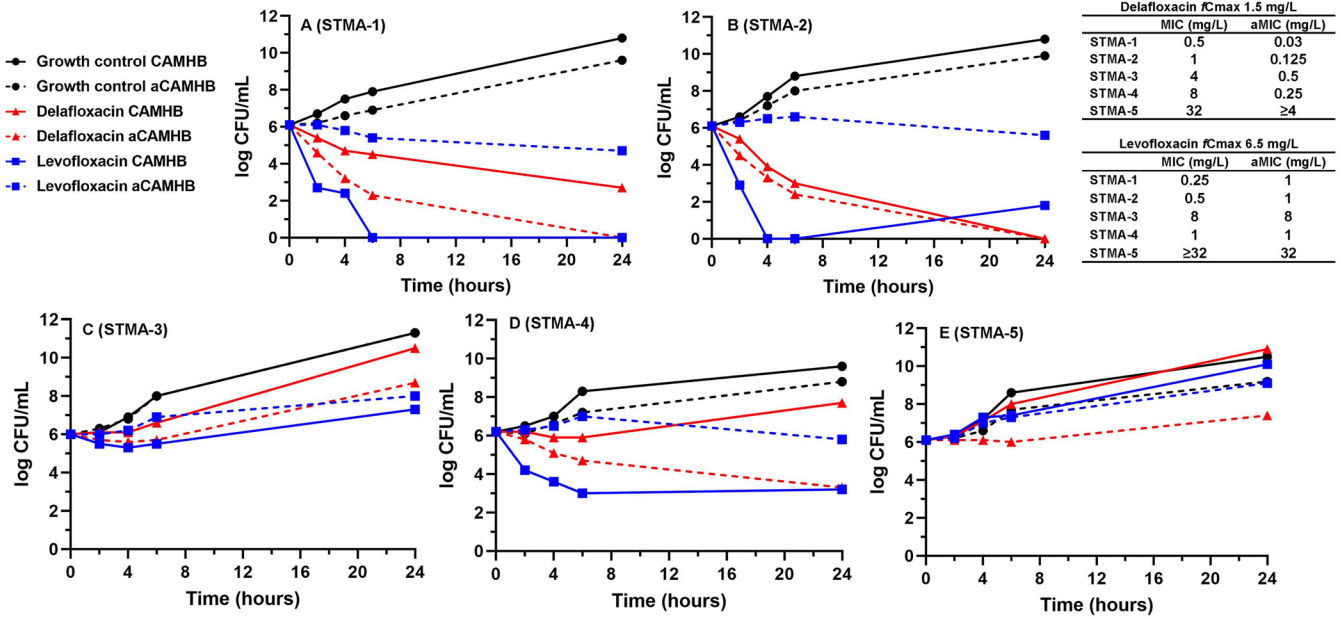 Growth control CAMHB
Growth control aCAMHB
Delafloxacin CAMHB
Delafloxacin aCAMHB
Levofloxacin CAMHB
Levofloxacin aCAMHB
A (STMA-1)
log CFU/mL
12
10
8
6
4
2
0
0 4 8 12 16 20 24
Time (hours)
B (STMA-2)
log CFU/mL
12
10
8
6
4
2
0
0 4 8 12 16 20 24
Time (hours)
Delafloxacin fCmax 1.5 mg/L
MIC (mg/L) aMIC (mg/L)
STMA-1 0.5 0.03
STMA-2 1 0.125
STMA-3 4 0.5
STMA-4 8 0.25
STMA-5 32 ≥4
Levofloxacin fCmax 6.5 mg/L
MIC (mg/L) aMIC (mg/L)
STMA-1 0.25 1
STMA-2 0.5 1
STMA-3 8 8
STMA-4 1 1
STMA-5 ≥32 32
C (STMA-3)
log CFU/mL
12
10
8
6
4
2
0
0 4 8 12 16 20 24
Time (hours)
D (STMA-4)
log CFU/mL
12
10
8
6
4
2
0
0 4 8 12 16 20 24
Time (hours)
E (STMA-5)
log CFU/mL
12
10
8
6
4
2
0
0 4 8 12 16 20 24
Time (hours)